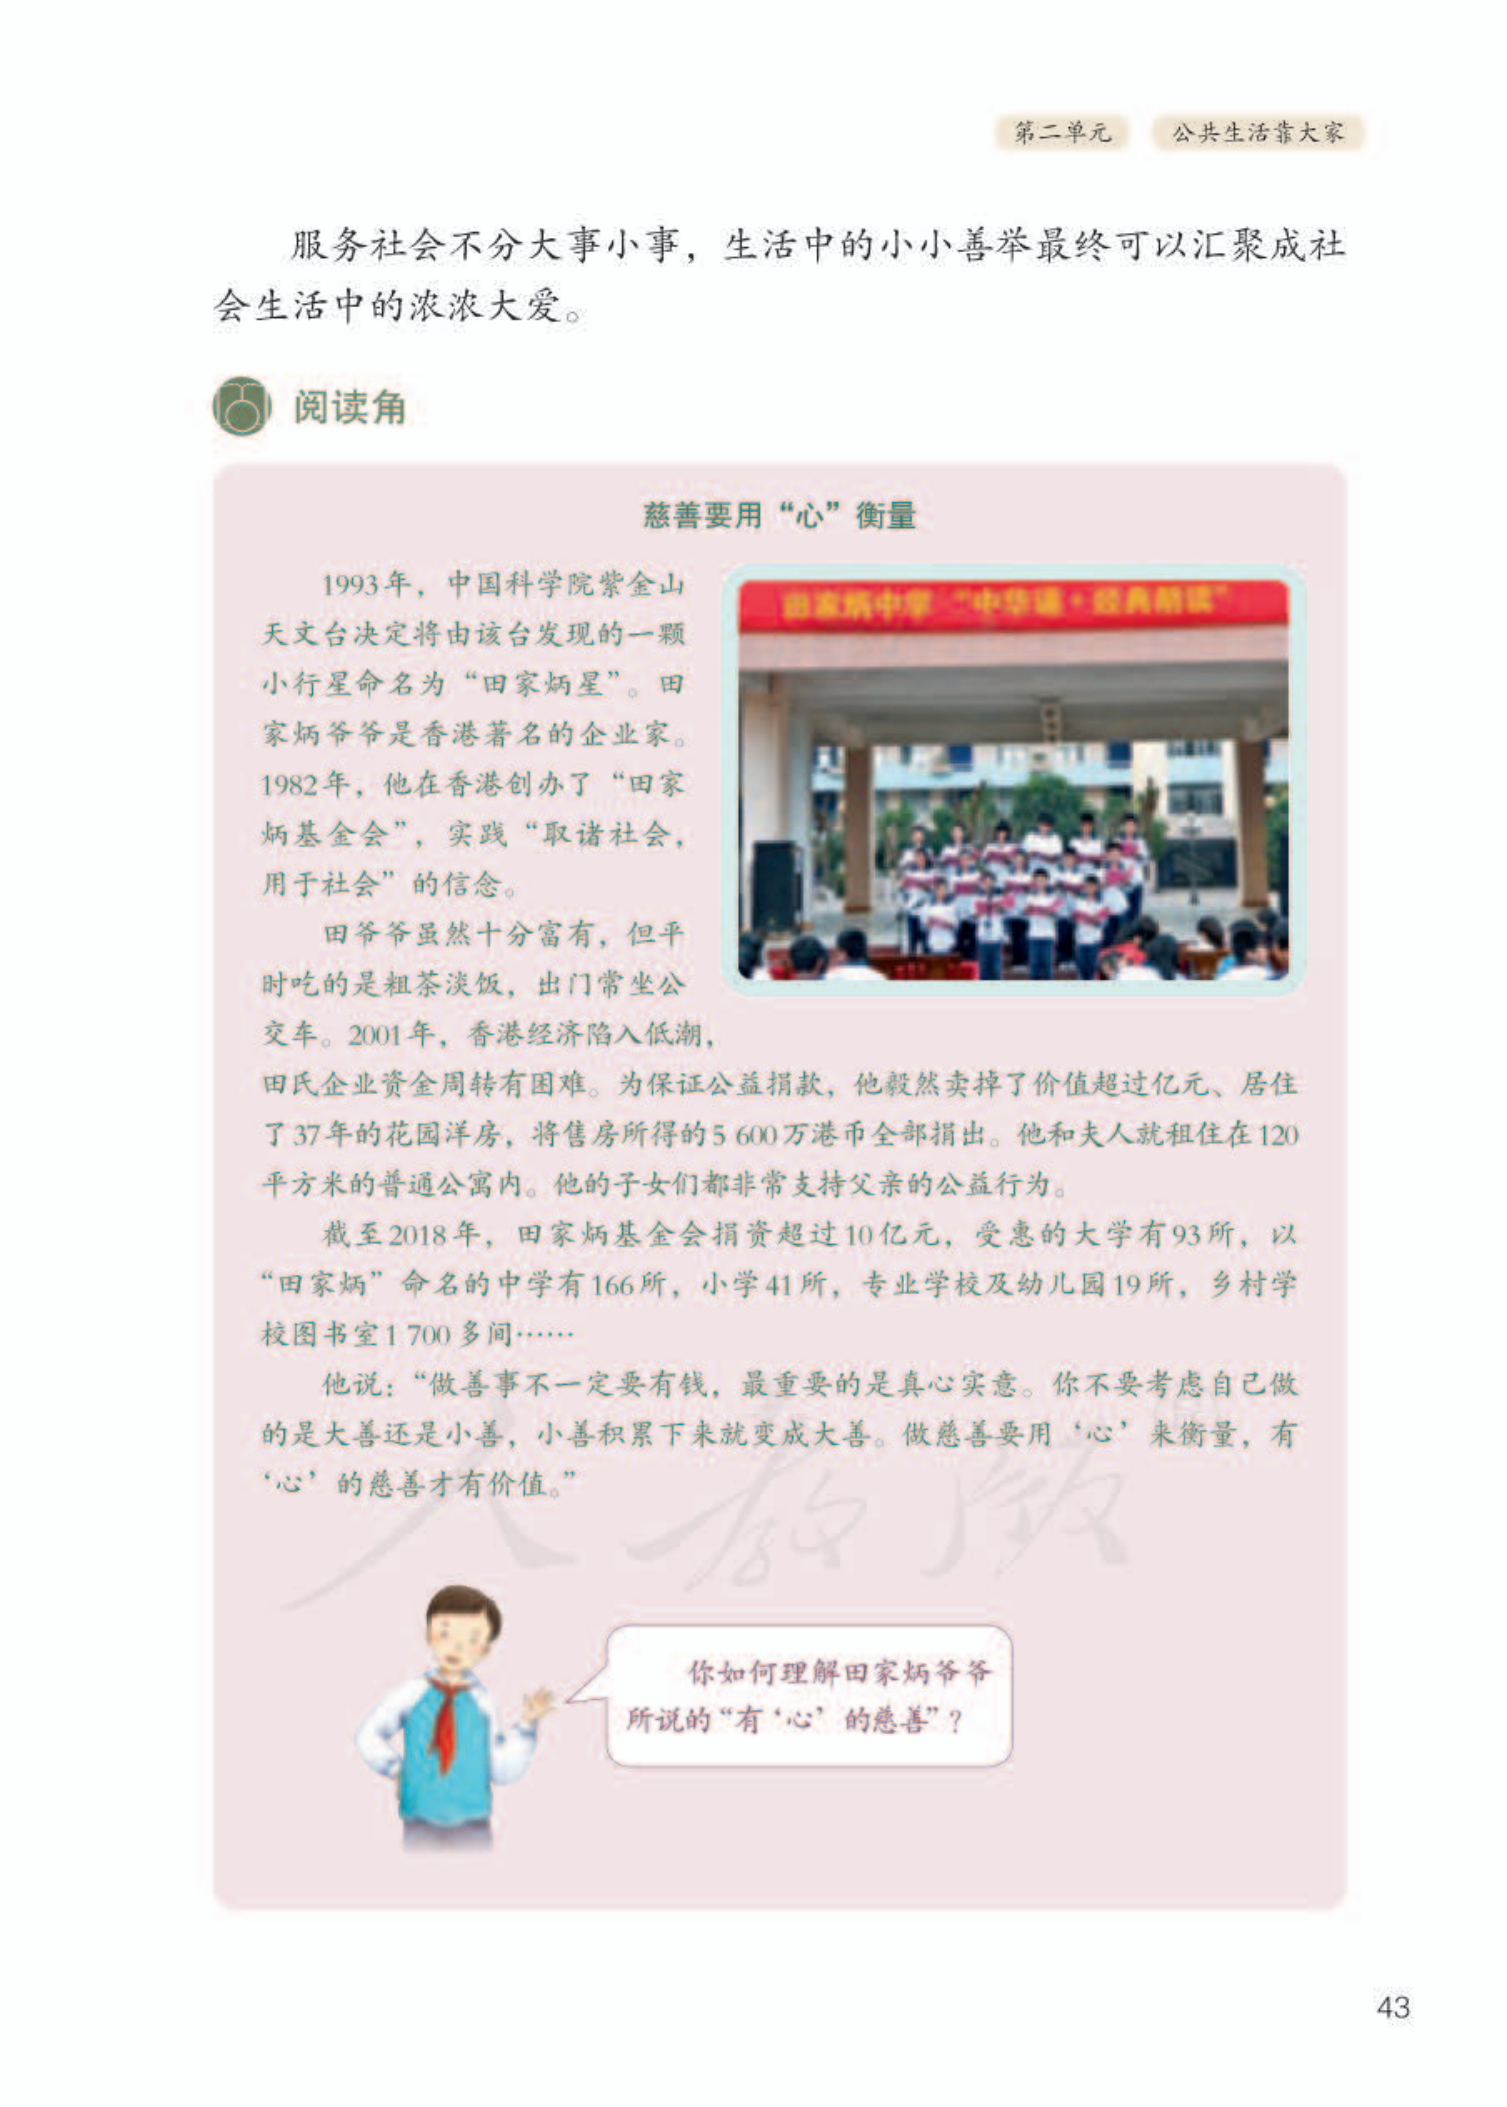 第二单元 公共生活靠大家
服务社会不分大事小事，生活中的小小善举最终可以汇聚成社
会生活中的浓浓大爱。
阅读角
慈善要用“心”衡量
1993年，中国科学院紫金山
天文台决定将由该台发现的一颗
小行星命名为“田家炳星”。田
家炳爷爷是香港著名的企业家。
1982年，他在香港创办了“田家
炳基金会”，实践“取诸社会，
用于社会”的信念。
田爷爷虽然十分富有，但平
时吃的是粗茶淡饭，出门常坐公
交车。2001年，香港经济陷入低潮，
田氏企业资金周转有困难。为保证公益捐款，他毅然卖掉了价值超过亿元、居住
了37年的花园洋房，将售房所得的5 600万港币全部捐出。他和夫人就租住在120
平方米的普通公寓内。他的子女们都非常支持父亲的公益行为。
截至2018年，田家炳基金会捐资超过10亿元，受惠的大学有93所，以
“田家炳”命名的中学有166所，小学41所，专业学校及幼儿园19所，乡村学
校图书室1 700多间……
他说：“做善事不一定要有钱，最重要的是真心实意。你不要考虑自己做
的是大善还是小善，小善积累下来就变成大善。做慈善要用‘心’来衡量，有
‘心’的慈善才有价值。”
田家炳中学 “中华诵·经典诵读”
人教版
你如何理解田家炳爷爷
所说的“有‘心’的慈善”？
43